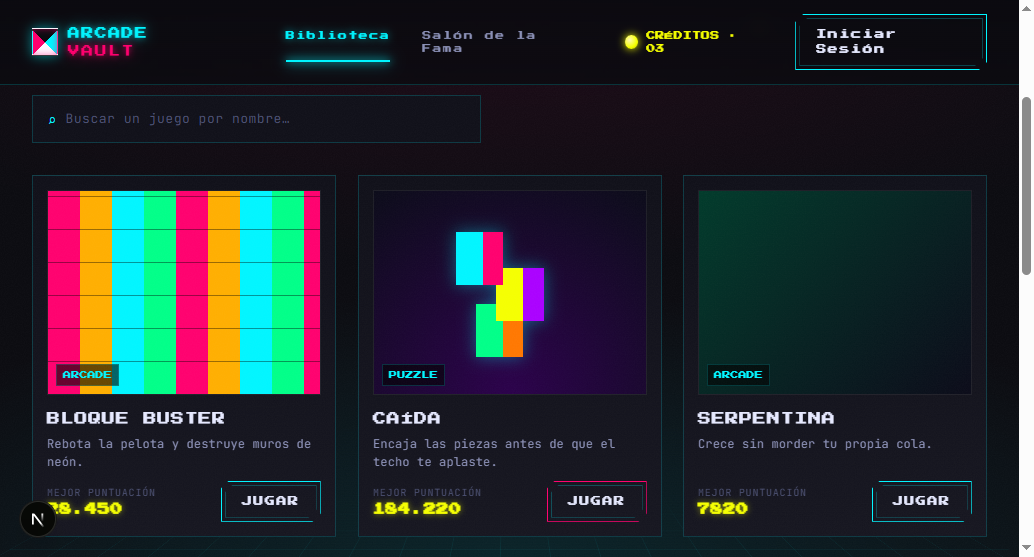 ARCADE
VAULT
Biblioteca
Salón de la
Fama
CRéDITOS ·
03
Iniciar
Sesión
Buscar un juego por nombre…
ARCADE
PUZZLE
ARCADE
BLOQUE BUSTER
CAíDA
SERPENTINA
Rebota la pelota y destruye muros de
neón.
Encaja las piezas antes de que el
techo te aplaste.
Crece sin morder tu propia cola.
MEJOR PUNTUACIÓN
28.450
JUGAR
MEJOR PUNTUACIÓN
184.220
JUGAR
MEJOR PUNTUACIÓN
7820
JUGAR
N